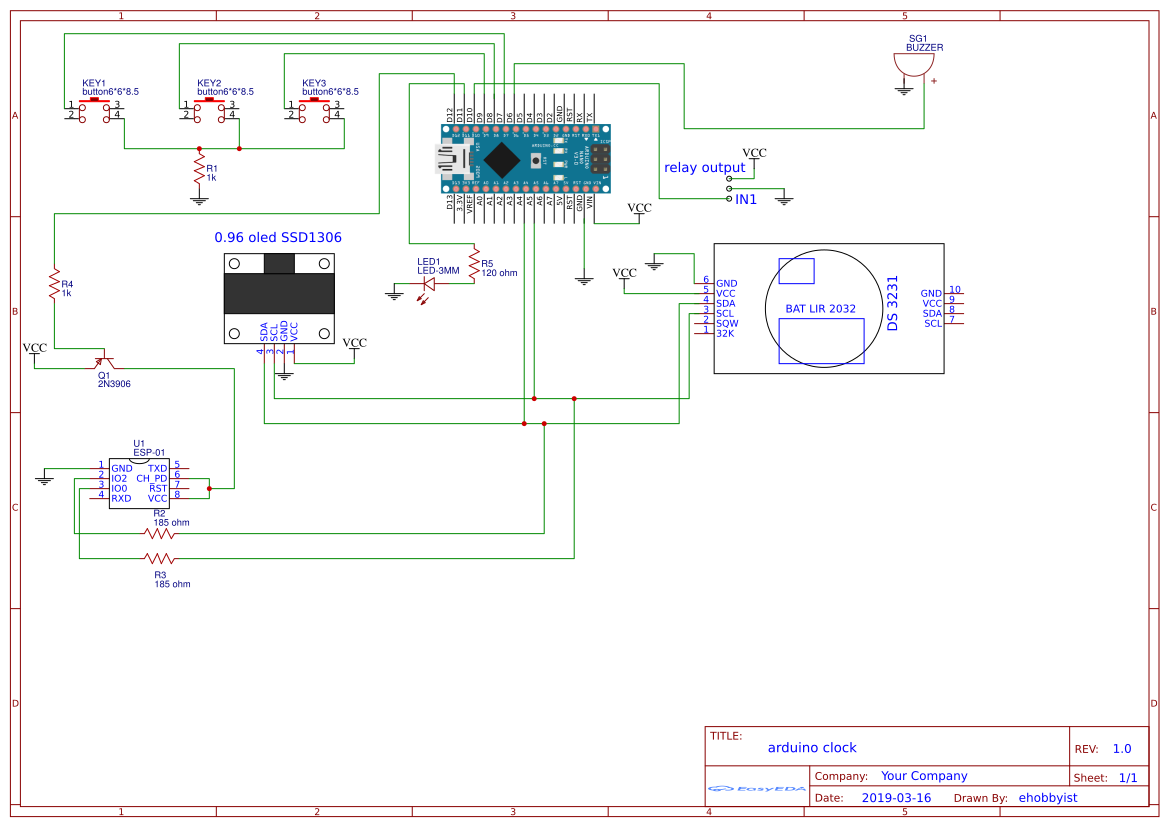 1 2 3 4 5
A
B
C
D
A
B
C
D
1 2 3 4 5
KEY1
button6*6*8.5
1 3
2 4
KEY2
button6*6*8.5
1 3
2 4
KEY3
button6*6*8.5
1 3
2 4
R1
1k
SG1
BUZZER
+
D12 D11 D10 D9 D8 D7 D6 D5 D4 D3 D2 GND RST RX TX
D13 3.3V VREF A0 A1 A2 A3 A4 A5 A6 A7 5V RST GND VIN
VCC
relay output
VCC
IN1
0.96 oled SSD1306
SDA SCL GND VCC
4 3 2 1
VCC
LED1
LED-3MM
R5
120 ohm
R4
1k
VCC
Q1
2N3906
VCC
6 GND
5 VCC
4 SDA
3 SCL
2 SQW
1 32K
BAT LIR 2032
DS 3231
GND 10
VCC 9
SDA 8
SCL 7
U1
ESP-01
1 GND TXD 5
2 IO2 CH_PD 6
3 IO0 RST 7
4 RXD VCC 8
R2
185 ohm
R3
185 ohm
TITLE:
arduino clock
REV: 1.0
EasyEDA
Company: Your Company
Sheet: 1/1
Date: 2019-03-16 Drawn By: ehobbyist